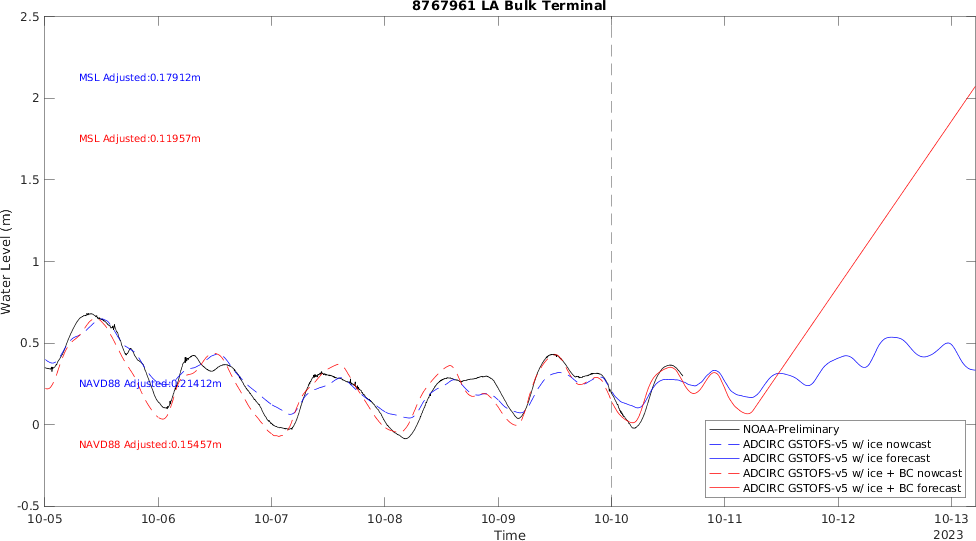 8767961 LA Bulk Terminal
2.5
2
1.5
1
0.5
0
-0.5
Water Level (m)
MSL Adjusted:0.17912m
MSL Adjusted:0.11957m
NAVD88 Adjusted:0.21412m
NAVD88 Adjusted:0.15457m
NOAA-Preliminary
ADCIRC GSTOFS-v5 w/ ice nowcast
ADCIRC GSTOFS-v5 w/ ice forecast
ADCIRC GSTOFS-v5 w/ ice + BC nowcast
ADCIRC GSTOFS-v5 w/ ice + BC forecast
10-05 10-06 10-07 10-08 10-09 10-10 10-11 10-12 10-13
Time
2023